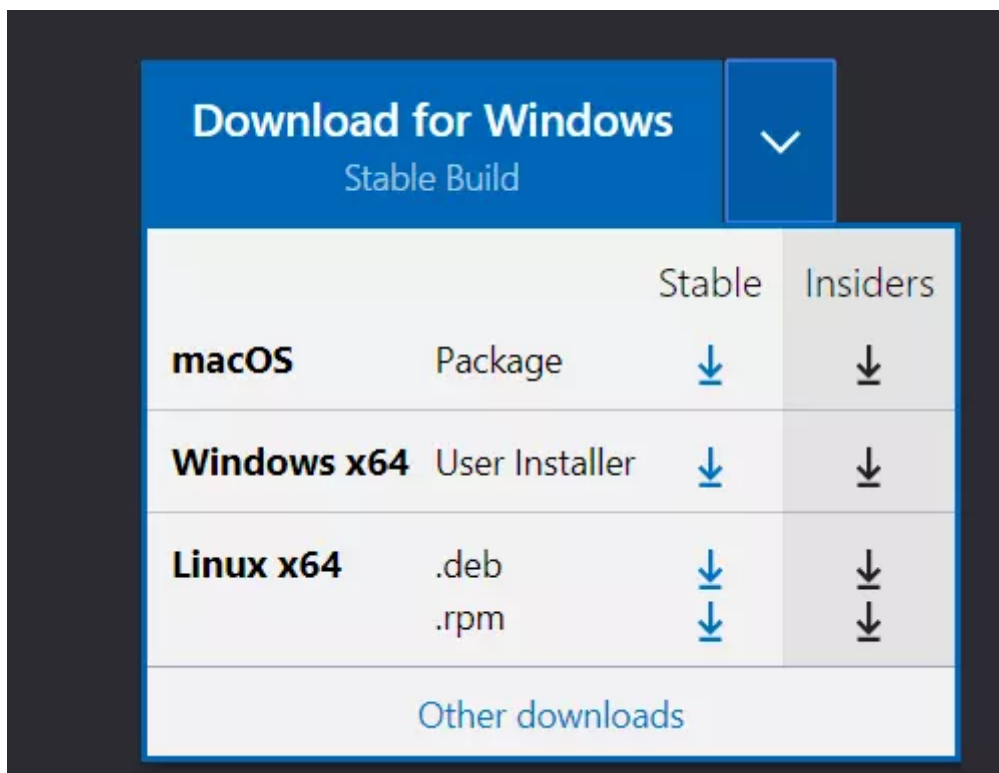 Download for Windows
Stable Build
Stable Insiders
macOS Package
Windows x64 User Installer
Linux x64 .deb
.rpm
Other downloads